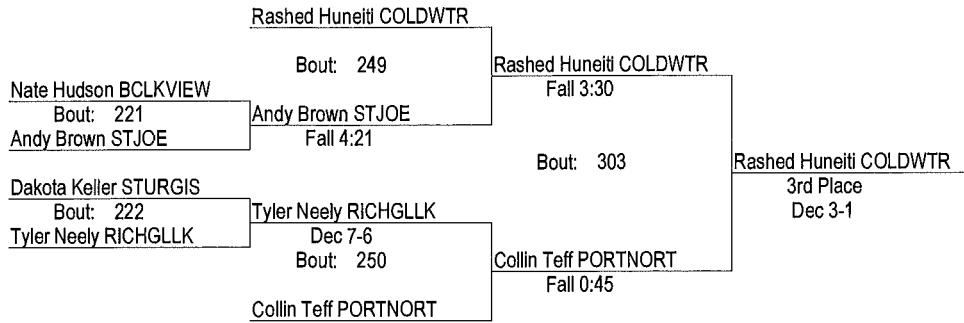 Rashed Huneiti COLDWTR
Bout: 249
Rashed Huneiti COLDWTR
Fall 3:30
Nate Hudson BCLKVIEW
Bout: 221
Andy Brown STJOE
Andy Brown STJOE
Fall 4:21
Bout: 303
Rashed Huneiti COLDWTR
3rd Place
Dec 3-1
Dakota Keller STURGIS
Bout: 222
Tyler Neely RICHGLLK
Tyler Neely RICHGLLK
Dec 7-6
Bout: 250
Collin Teff PORTNORT
Fall 0:45
Collin Teff PORTNORT